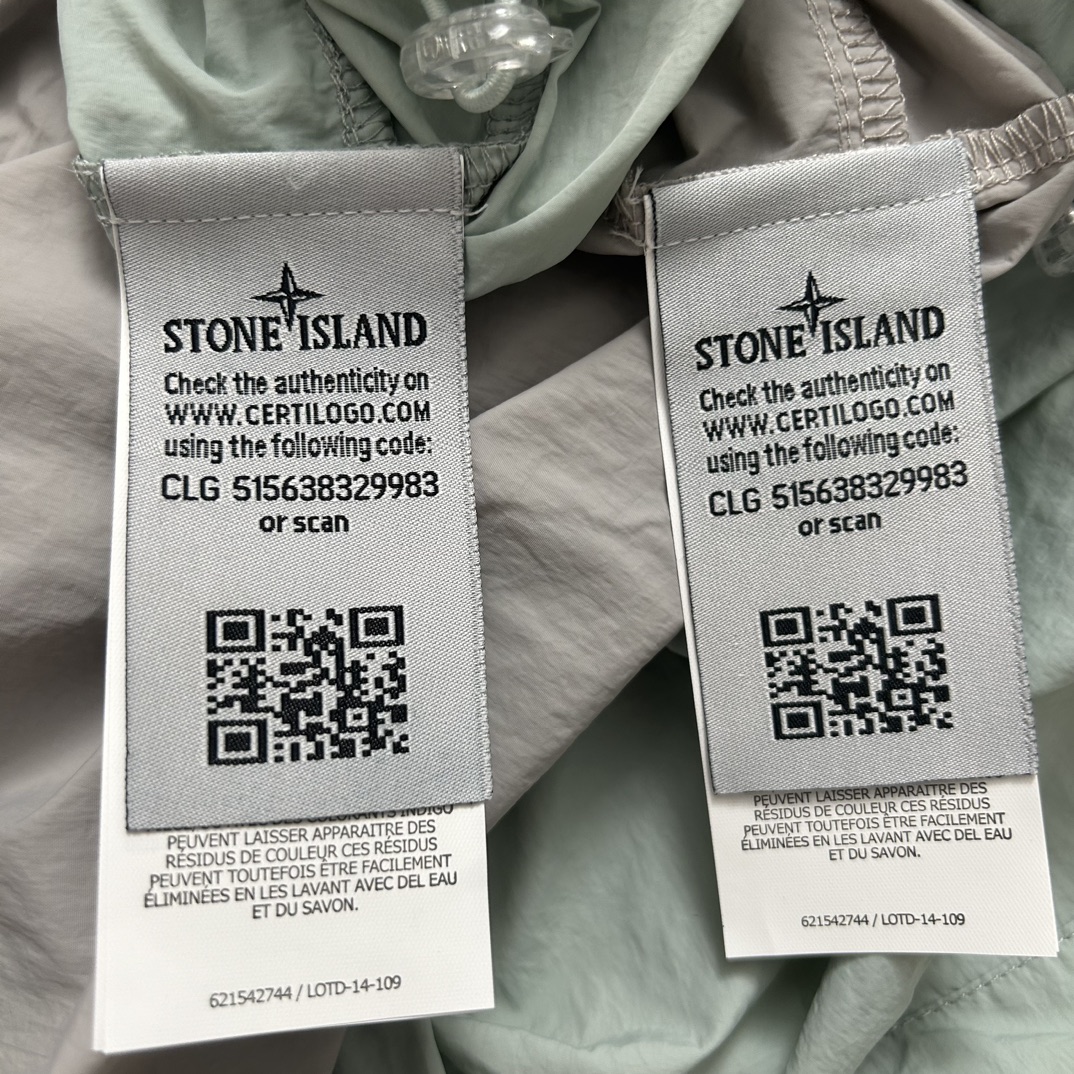 STONE ISLAND
Check the authenticity on
WWW.CERTILOGO.COM
using the following code:
CLG 515638329983
or scan
COLORANTS INDIGO
PEUVENT LAISSER APPARAITRE DES
RÉSIDUS DE COULEUR CES RÉSIDUS
PEUVENT TOUTEFOIS ÊTRE FACILEMENT
ÉLIMINÉES EN LES LAVANT AVEC DEL EAU
ET DU SAVON.
621542744 / LOTD-14-109
STONE ISLAND
Check the authenticity on
WWW.CERTILOGO.COM
using the following code:
CLG 515638329983
or scan
PEUVENT LAISSER APPARAITRE DES
RÉSIDUS DE COULEUR CES RÉSIDUS
PEUVENT TOUTEFOIS ÊTRE FACILEMENT
ÉLIMINÉES EN LES LAVANT AVEC DEL EAU
ET DU SAVON.
621542744 / LOTD-14-109